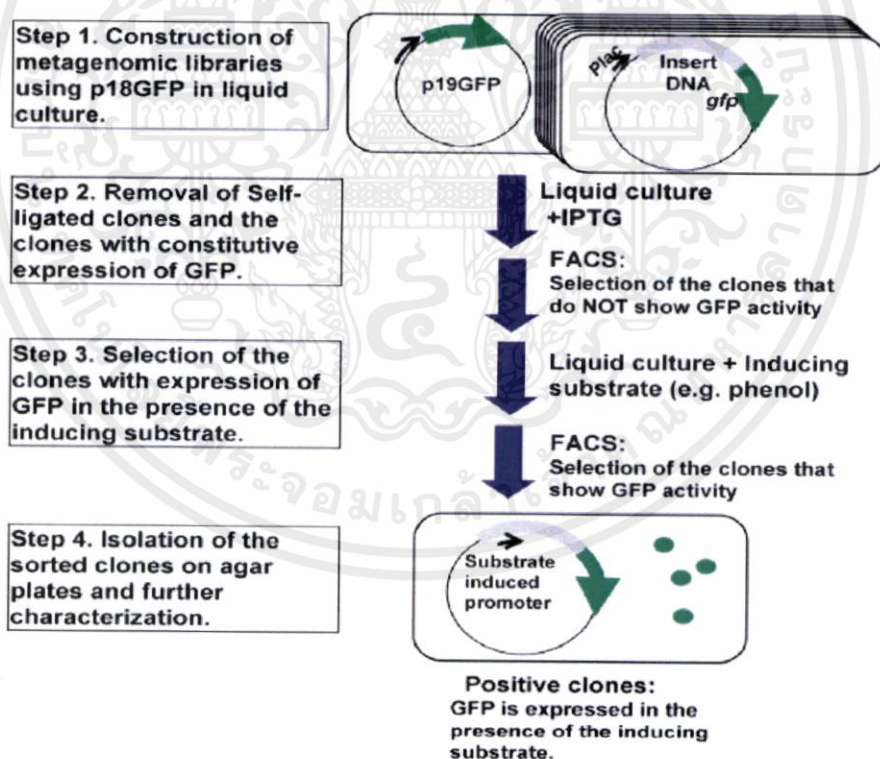 Step 1. Construction of
metagenomic libraries
using p18GFP in liquid
culture.
p19GFP
Plac
Insert
DNA
gfp
Step 2. Removal of Self-
ligated clones and the
clones with constitutive
expression of GFP.
Liquid culture
+IPTG
FACS:
Selection of the clones that
do NOT show GFP activity
Step 3. Selection of the
clones with expression of
GFP in the presence of the
inducing substrate.
Liquid culture + Inducing
substrate (e.g. phenol)
FACS:
Selection of the clones that
show GFP activity
Step 4. Isolation of the
sorted clones on agar
plates and further
characterization.
Substrate
induced
promoter
Positive clones:
GFP is expressed in the
presence of the inducing
substrate.